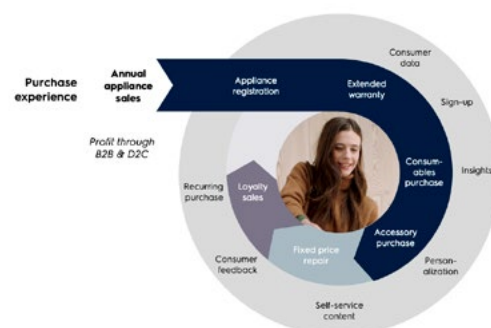 Purchase
experience
Annual
appliance
sales
Profit through
B2B & D2C
Appliance
registration
Extended
warranty
Consum-
ables
purchase
Accessory
purchase
Fixed price
repair
Loyalty
sales
Consumer
data
Sign-up
Insights
Person-
alization
Self-service
content
Consumer
feedback
Recurring
purchase